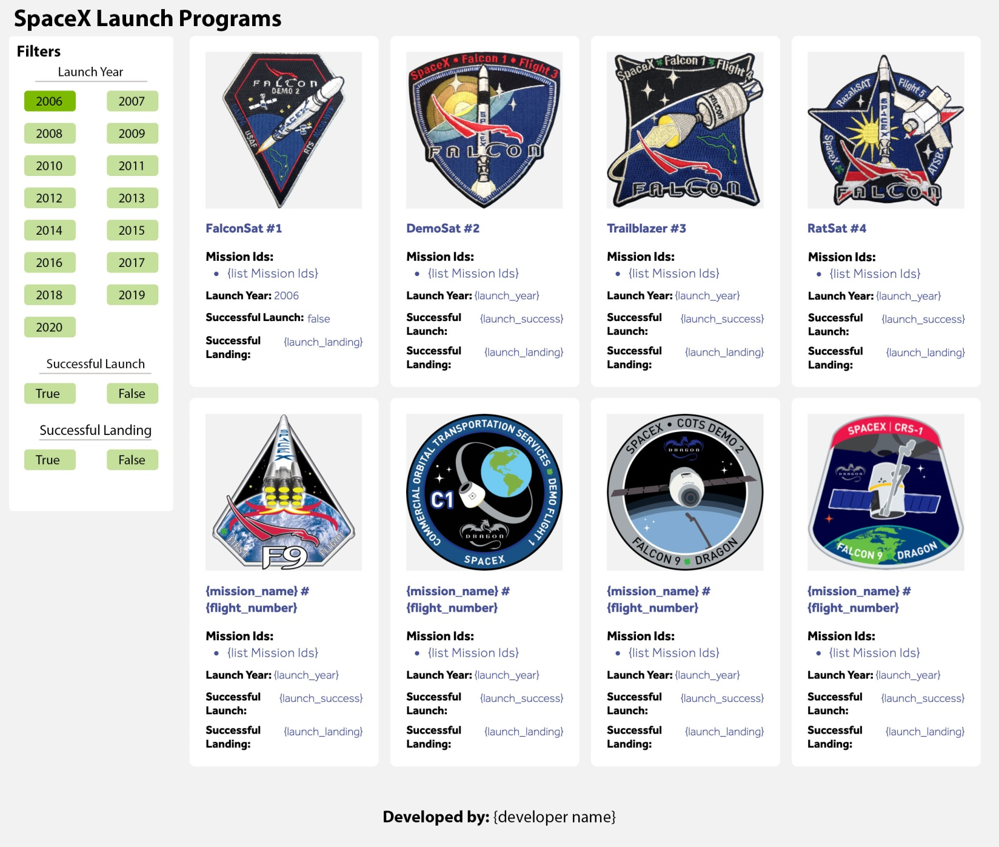 SpaceX Launch Programs
Filters
Launch Year
2006
2007
2008
2009
2010
2011
2012
2013
2014
2015
2016
2017
2018
2019
2020
Successful Launch
True
False
Successful Landing
True
False
FALCON
DEMO 2
USAF
RTS
SPACEX
FalconSat #1
Mission Ids:
• {list Mission Ids}
Launch Year: 2006
Successful Launch: false
Successful {launch_landing}
Landing:
SpaceX • Falcon 1 • Flight 3
SPACEX
FALCON
DemoSat #2
Mission Ids:
• {list Mission Ids}
Launch Year: {launch_year}
Successful {launch_success}
Launch:
Successful {launch_landing}
Landing:
SpaceX Falcon 1 Flight 4
FALCON
FALCON
Trailblazer #3
Mission Ids:
• {list Mission Ids}
Launch Year: {launch_year}
Successful {launch_success}
Launch:
Successful {launch_landing}
Landing:
RazakSAT
Flight 5
SPACEX
SpaceX
ATSB
FALCON
RatSat #4
Mission Ids:
• {list Mission Ids}
Launch Year: {launch_year}
Successful {launch_success}
Launch:
Successful {launch_landing}
Landing:
SPACEX
FIRST
FLIGHT
F9
{mission_name} #
{flight_number}
Mission Ids:
• {list Mission Ids}
Launch Year: {launch_year}
Successful {launch_success}
Launch:
Successful {launch_landing}
Landing:
COMMERCIAL ORBITAL TRANSPORTATION SERVICES DEMO FLIGHT 1
C1
DRAGON
SPACEX
{mission_name} #
{flight_number}
Mission Ids:
• {list Mission Ids}
Launch Year: {launch_year}
Successful {launch_success}
Launch:
Successful {launch_landing}
Landing:
SPACEX • COTS DEMO 2
DRAGON
FALCON 9 DRAGON
{mission_name} #
{flight_number}
Mission Ids:
• {list Mission Ids}
Launch Year: {launch_year}
Successful {launch_success}
Launch:
Successful {launch_landing}
Landing:
SPACEX | CRS-1
DRAGON
FALCON 9 DRAGON
{mission_name} #
{flight_number}
Mission Ids:
• {list Mission Ids}
Launch Year: {launch_year}
Successful {launch_success}
Launch:
Successful {launch_landing}
Landing:
Developed by: {developer name}